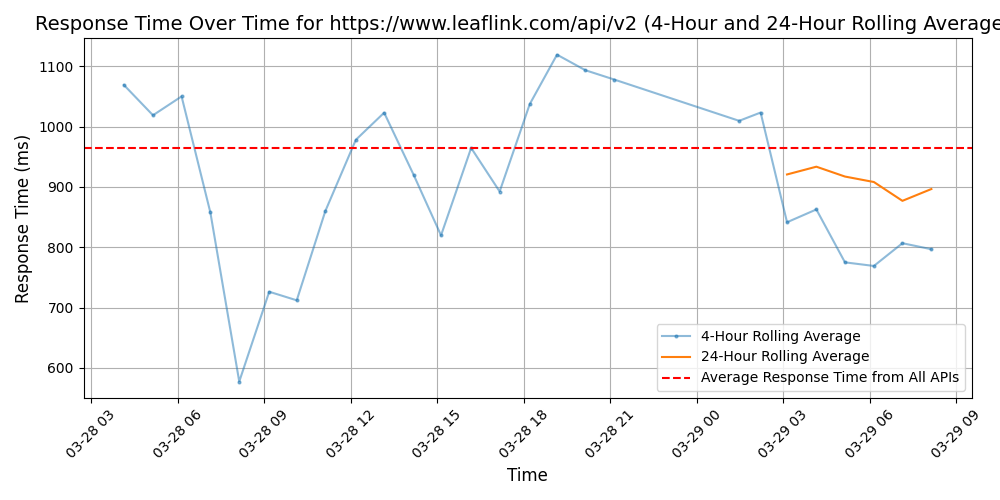 Response Time Over Time for https://www.leaflink.com/api/v2 (4-Hour and 24-Hour Rolling Average
Response Time (ms)
1100
1000
900
800
700
600
4-Hour Rolling Average
24-Hour Rolling Average
Average Response Time from All APIs
03-28 03
03-28 06
03-28 09
03-28 12
03-28 15
03-28 18
03-28 21
03-29 00
03-29 03
03-29 06
03-29 09
Time